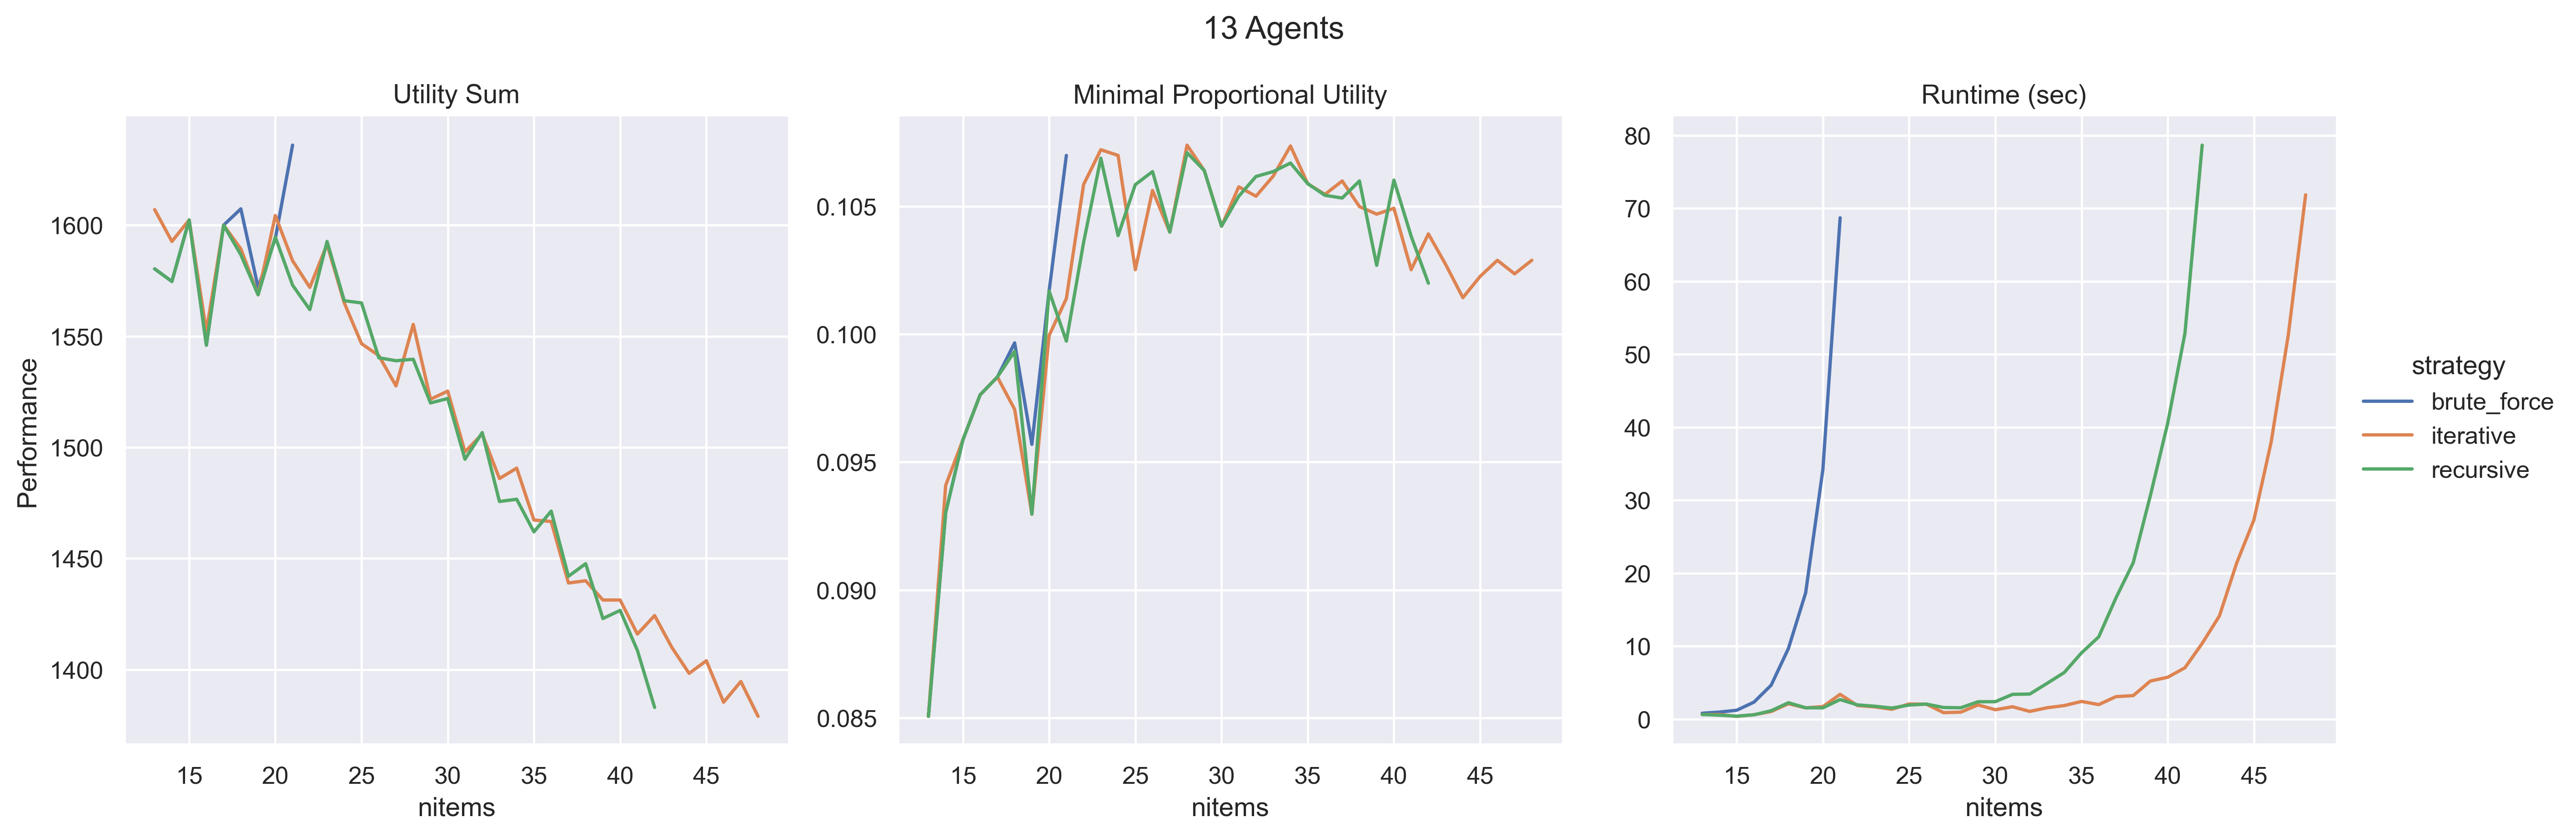 13 Agents
Utility Sum
Performance
1600
1550
1500
1450
1400
15 20 25 30 35 40 45
nitems
Minimal Proportional Utility
0.105
0.100
0.095
0.090
0.085
15 20 25 30 35 40 45
nitems
Runtime (sec)
80
70
60
50
40
30
20
10
0
15 20 25 30 35 40 45
nitems
strategy
brute_force
iterative
recursive